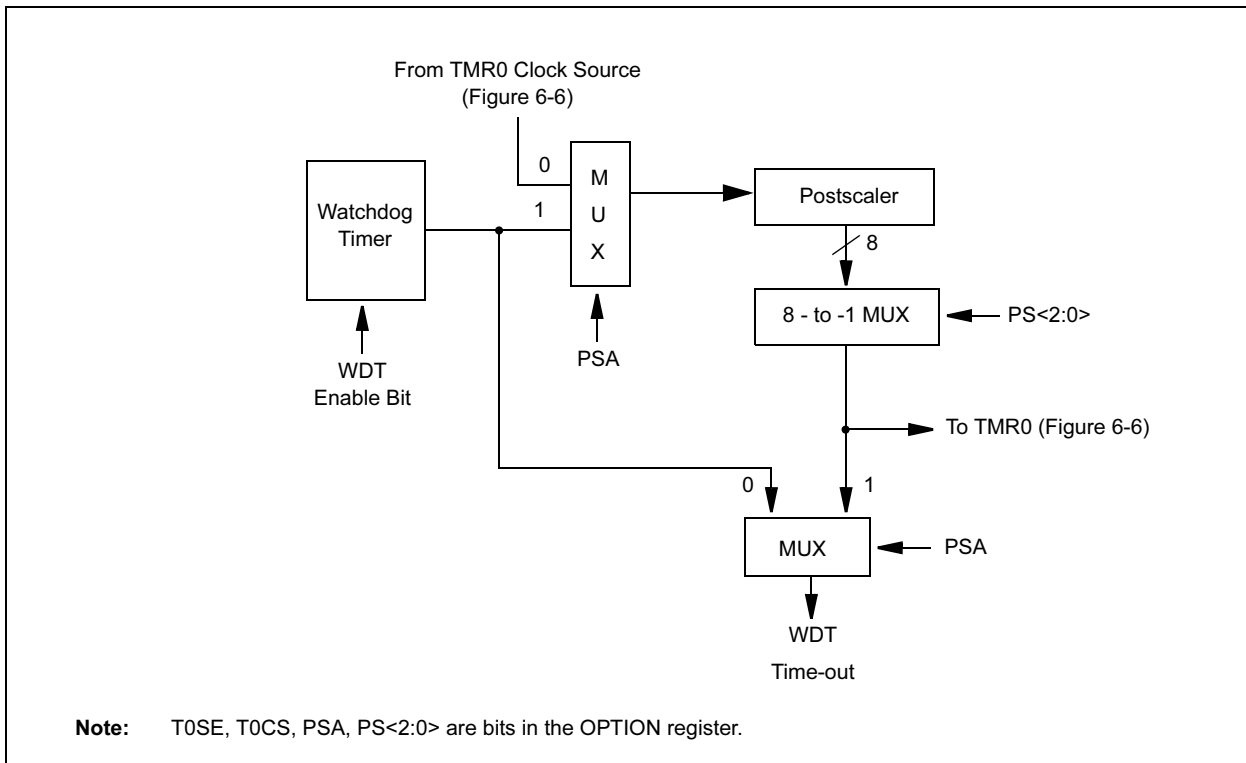 From TMR0 Clock Source
(Figure 6-6)
0
1
M
U
X
Watchdog
Timer
Postscaler
8
8 - to -1 MUX
PS<2:0>
PSA
WDT
Enable Bit
To TMR0 (Figure 6-6)
0
1
MUX
PSA
WDT
Time-out
Note: T0SE, T0CS, PSA, PS<2:0> are bits in the OPTION register.